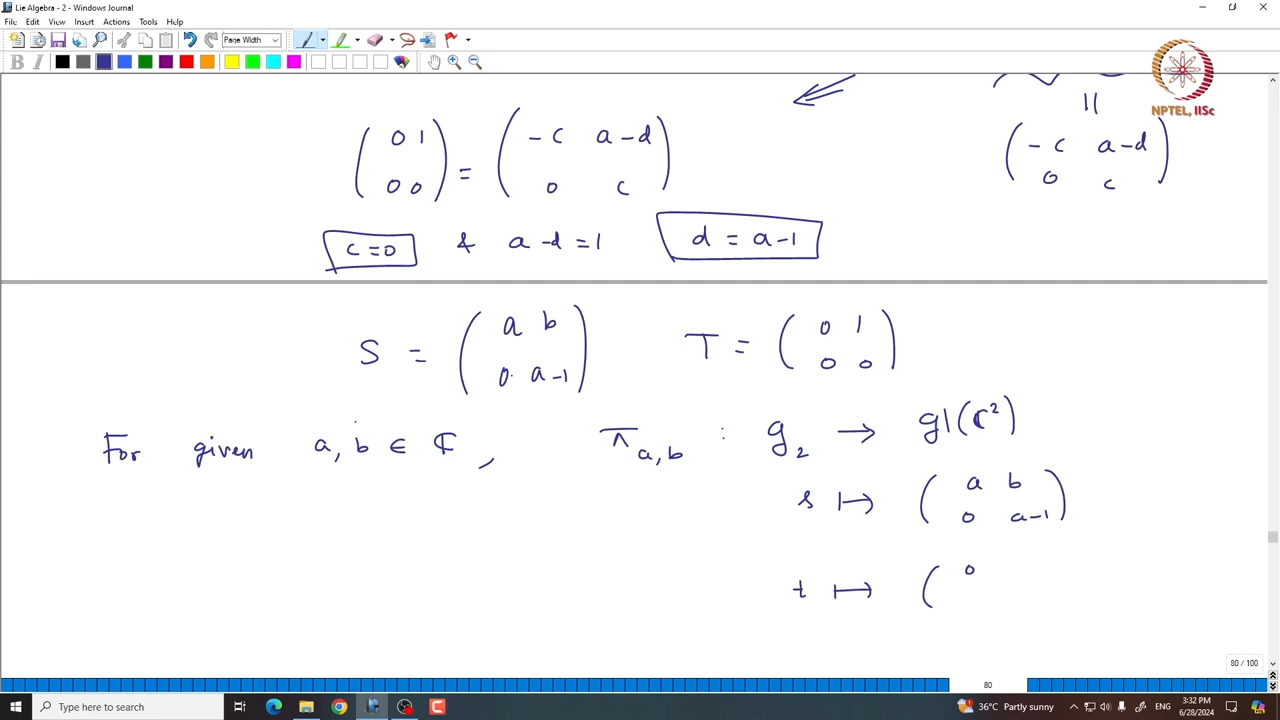 Lie Algebra - 2 - Windows Journal
File Edit View Insert Actions Tools Help
Page Width
NPTEL, IISc
||
( 0 1 ; 0 0 ) = ( -c a-d ; 0 c )
( -c a-d ; 0 c )
c = 0 & a - d = 1 d = a - 1
S = ( a b ; 0 a-1 ) T = ( 0 1 ; 0 0 )
For given a, b ∈ ℂ, π_{a,b} : g_2 → gl(ℂ^2)
s ↦ ( a b ; 0 a-1 )
t ↦ ( 0
80 / 100
80
Type here to search
36°C Partly sunny
3:32 PM
6/28/2024